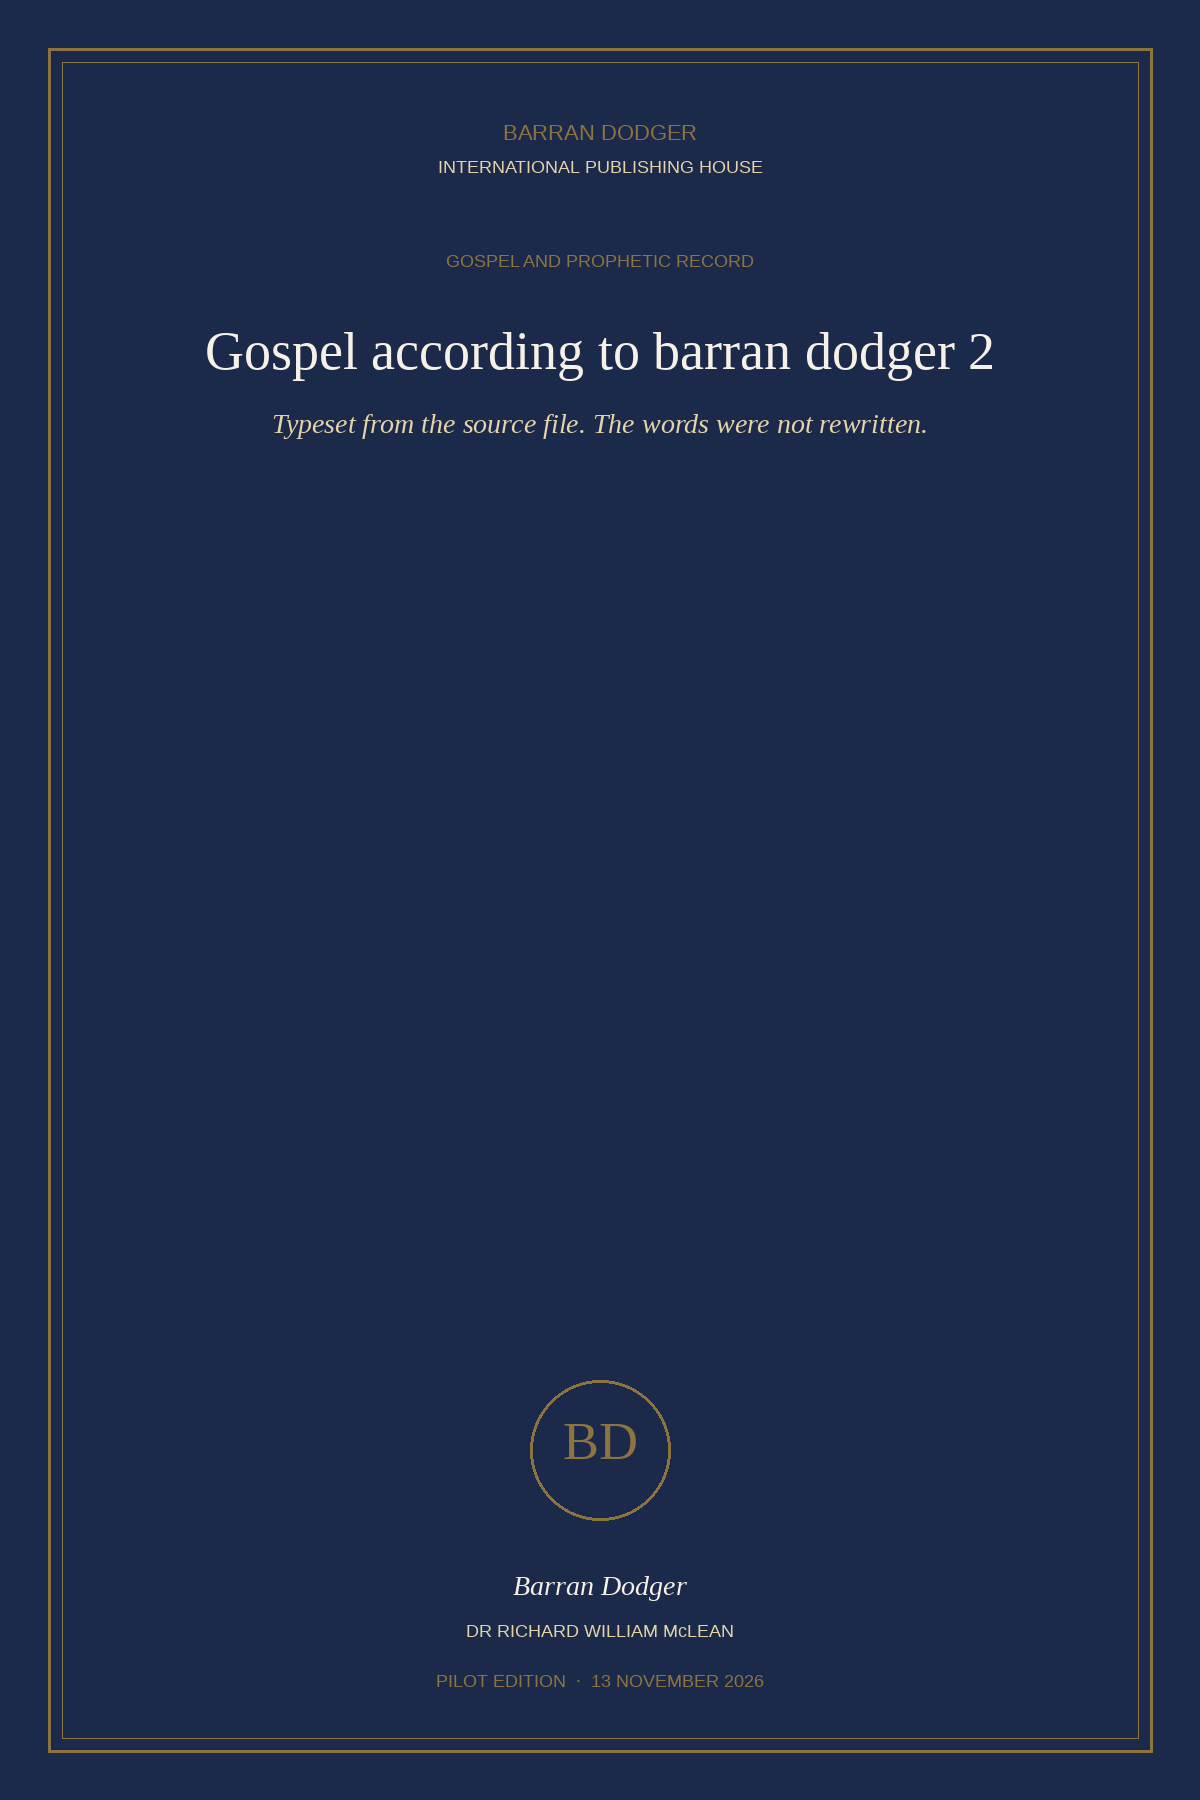 BARRAN DODGER
INTERNATIONAL PUBLISHING HOUSE
GOSPEL AND PROPHETIC RECORD
Gospel according to barran dodger 2
Typeset from the source file. The words were not rewritten.
BD
Barran Dodger
DR RICHARD WILLIAM McLEAN
PILOT EDITION · 13 NOVEMBER 2026